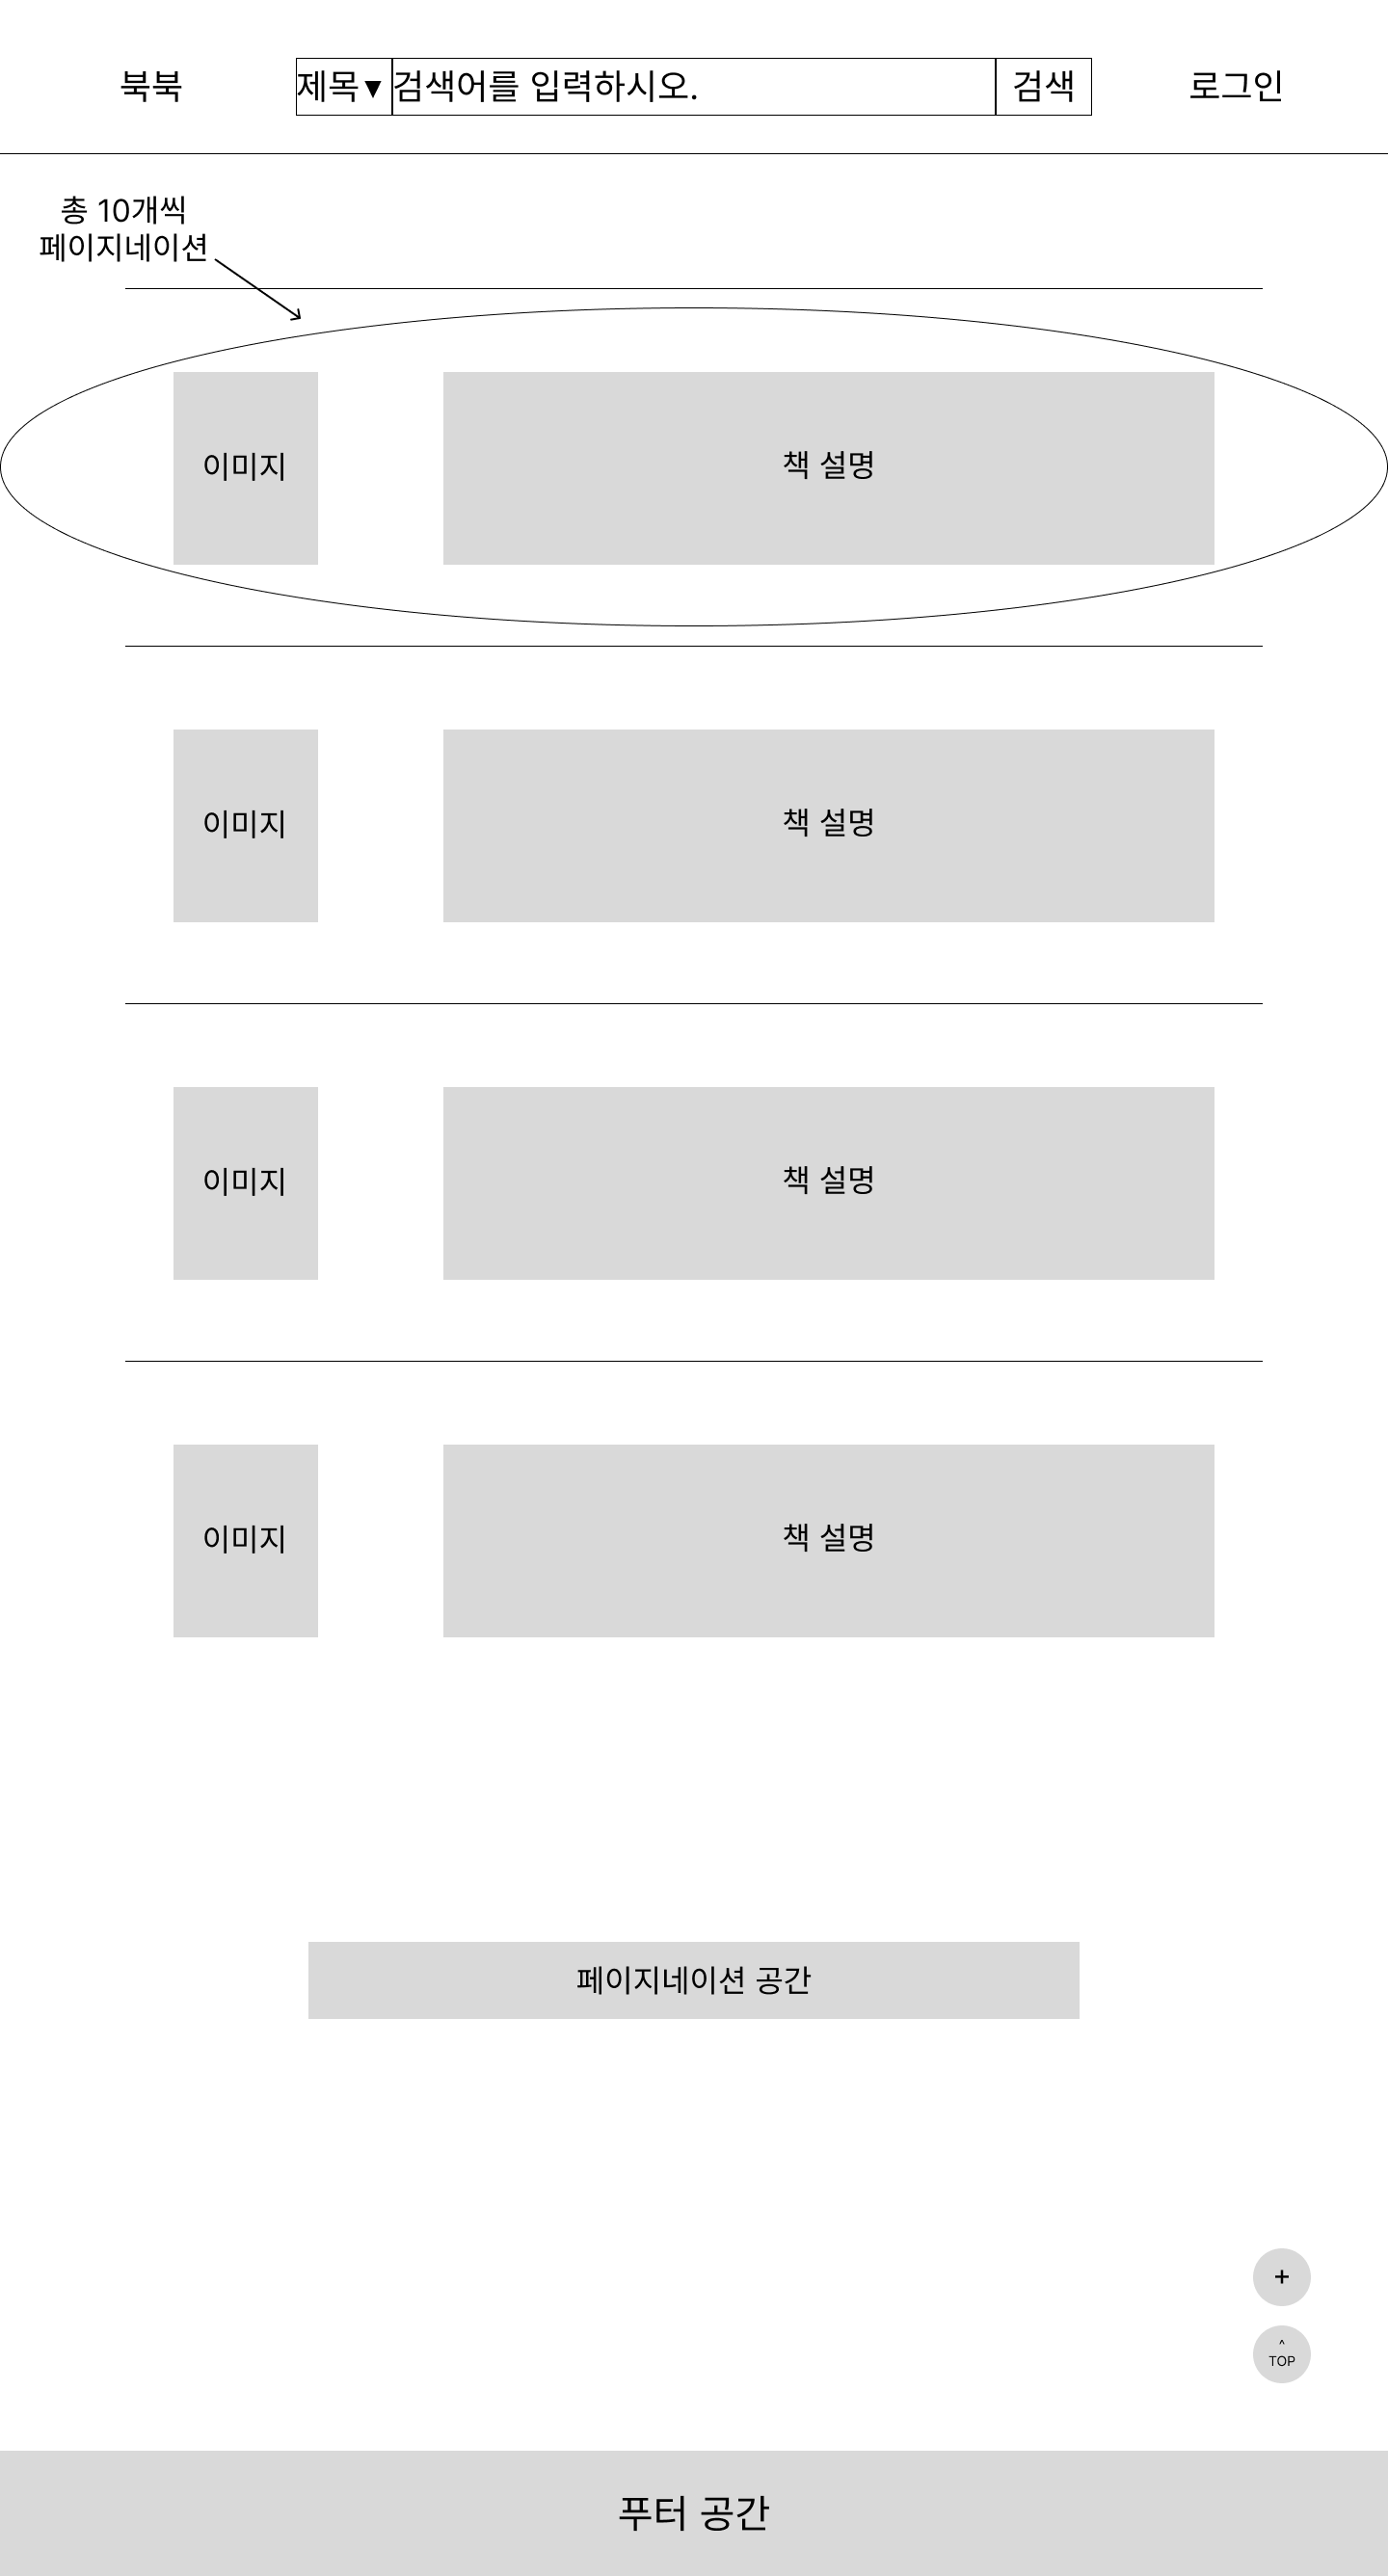 북북
제목▼ 검색어를 입력하시오. 검색
로그인
총 10개씩
페이지네이션
이미지
책 설명
이미지
책 설명
이미지
책 설명
이미지
책 설명
페이지네이션 공간
+
^
TOP
푸터 공간